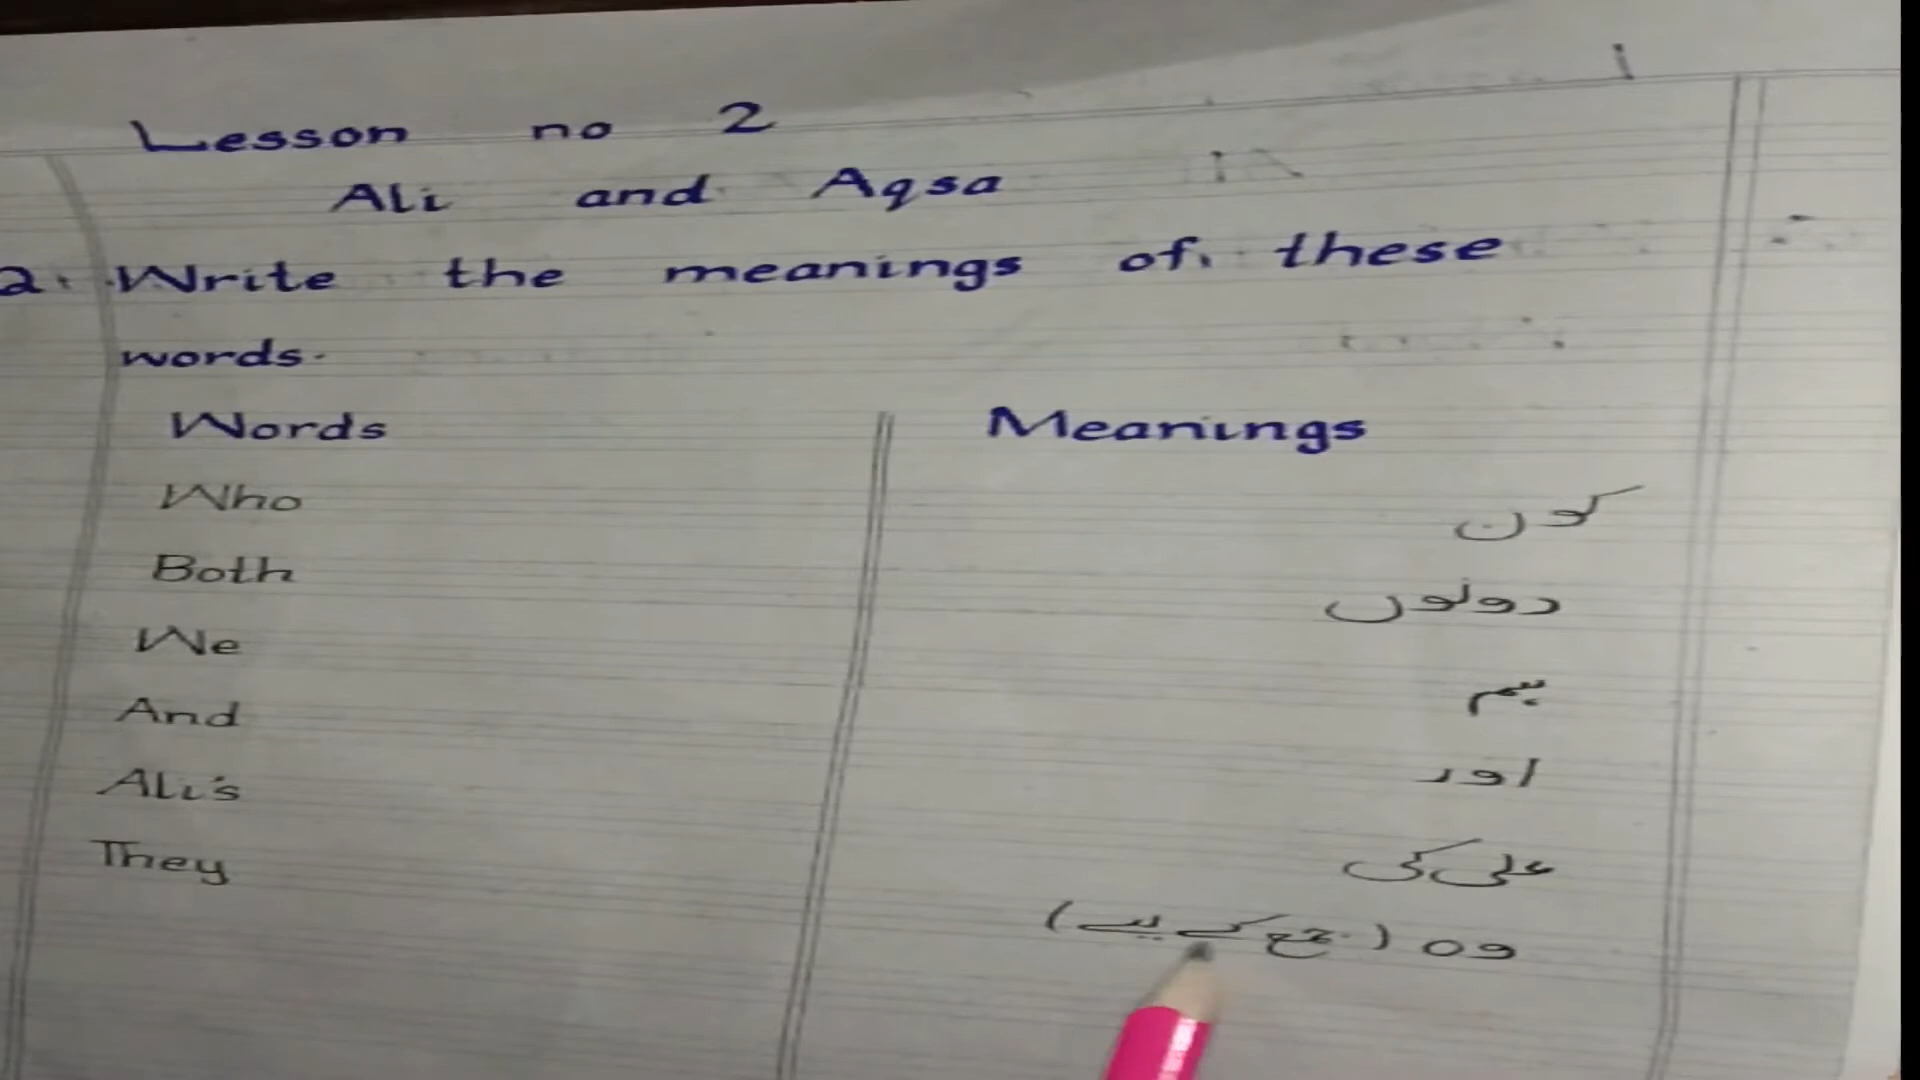 Lesson no 2
Ali and Aqsa
2. Write the meanings of these
words.
Words Meanings
Who کون
Both دونوں
We ہم
And اور
Ali's علی کی
They وہ (جمع کے لیے)